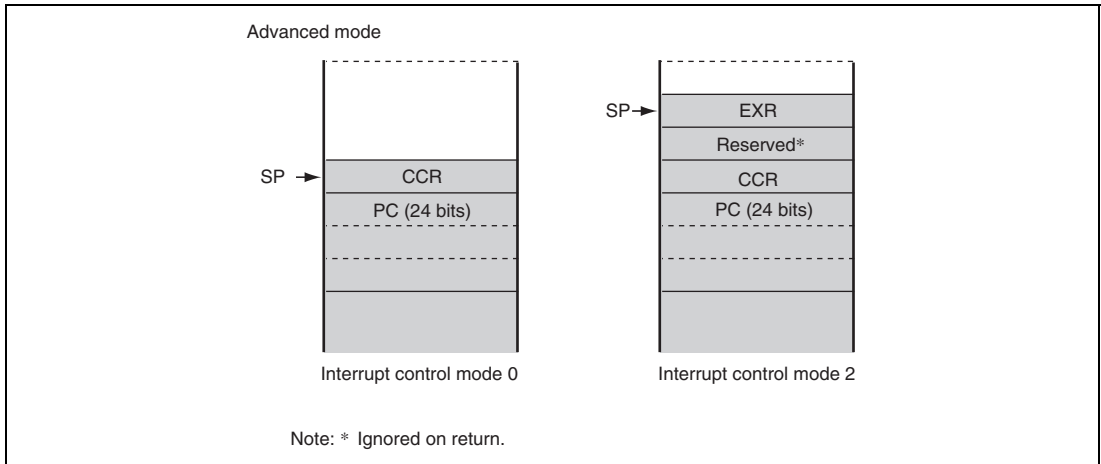 Advanced mode
SP
CCR
PC (24 bits)
Interrupt control mode 0
SP
EXR
Reserved*
CCR
PC (24 bits)
Interrupt control mode 2
Note: * Ignored on return.